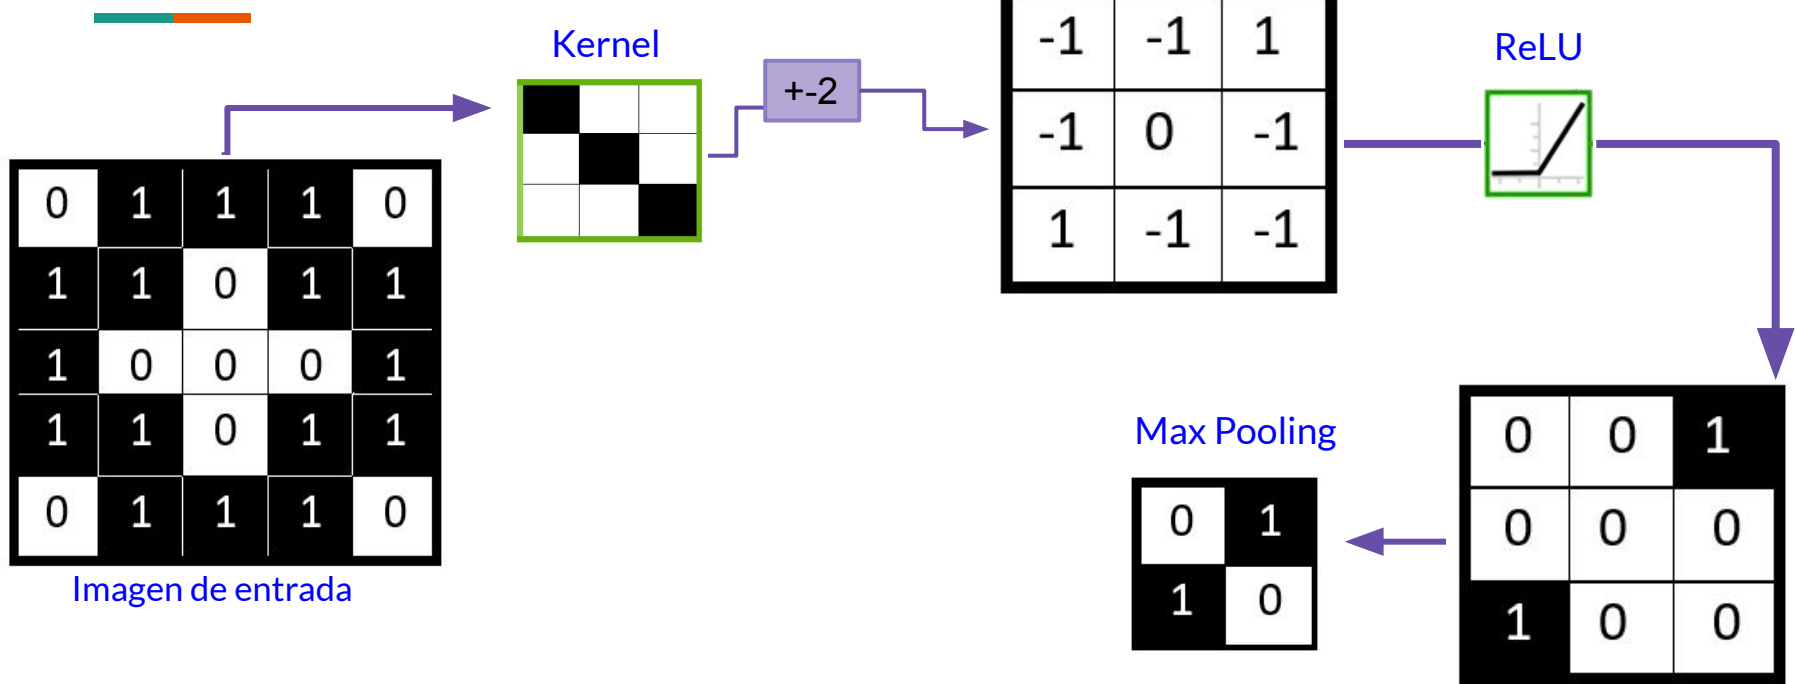 Kernel
+-2
-1 -1 1
-1 0 -1
1 -1 -1
ReLU
0 1 1 1 0
1 1 0 1 1
1 0 0 0 1
1 1 0 1 1
0 1 1 1 0
Imagen de entrada
Max Pooling
0 1
1 0
0 0 1
0 0 0
1 0 0